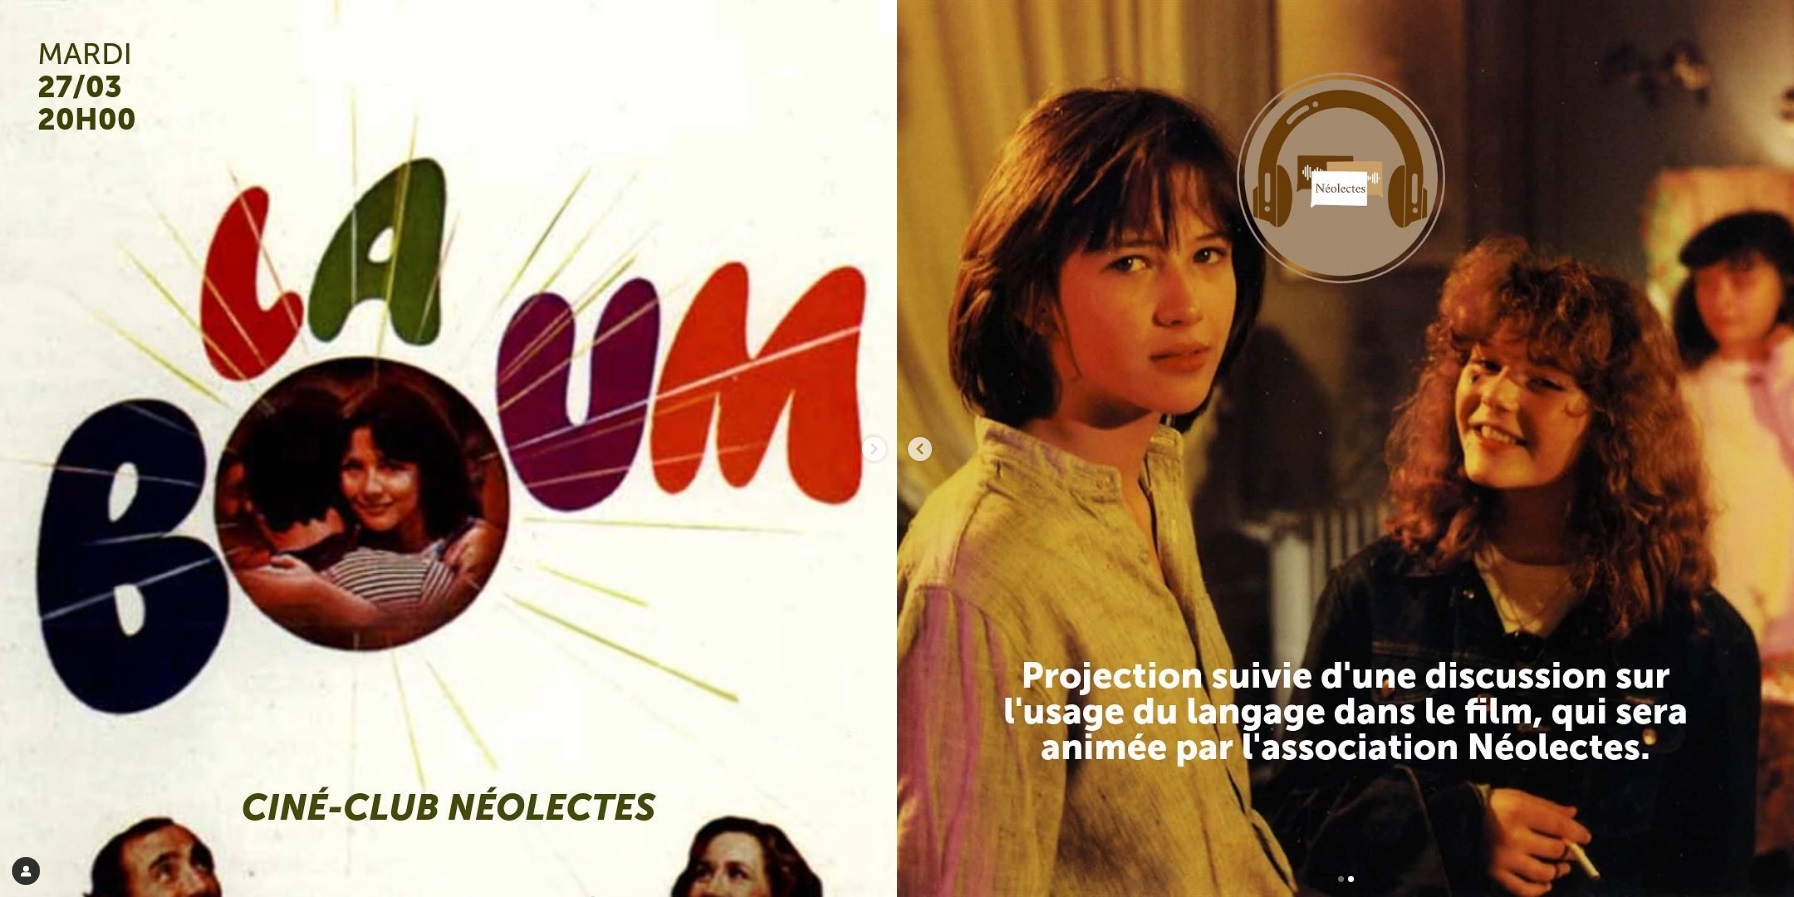 MARDI
27/03
20H00
LA
BOUM
CINÉ-CLUB NÉOLECTES
Néolectes
Projection suivie d'une discussion sur
l'usage du langage dans le film, qui sera
animée par l'association Néolectes.